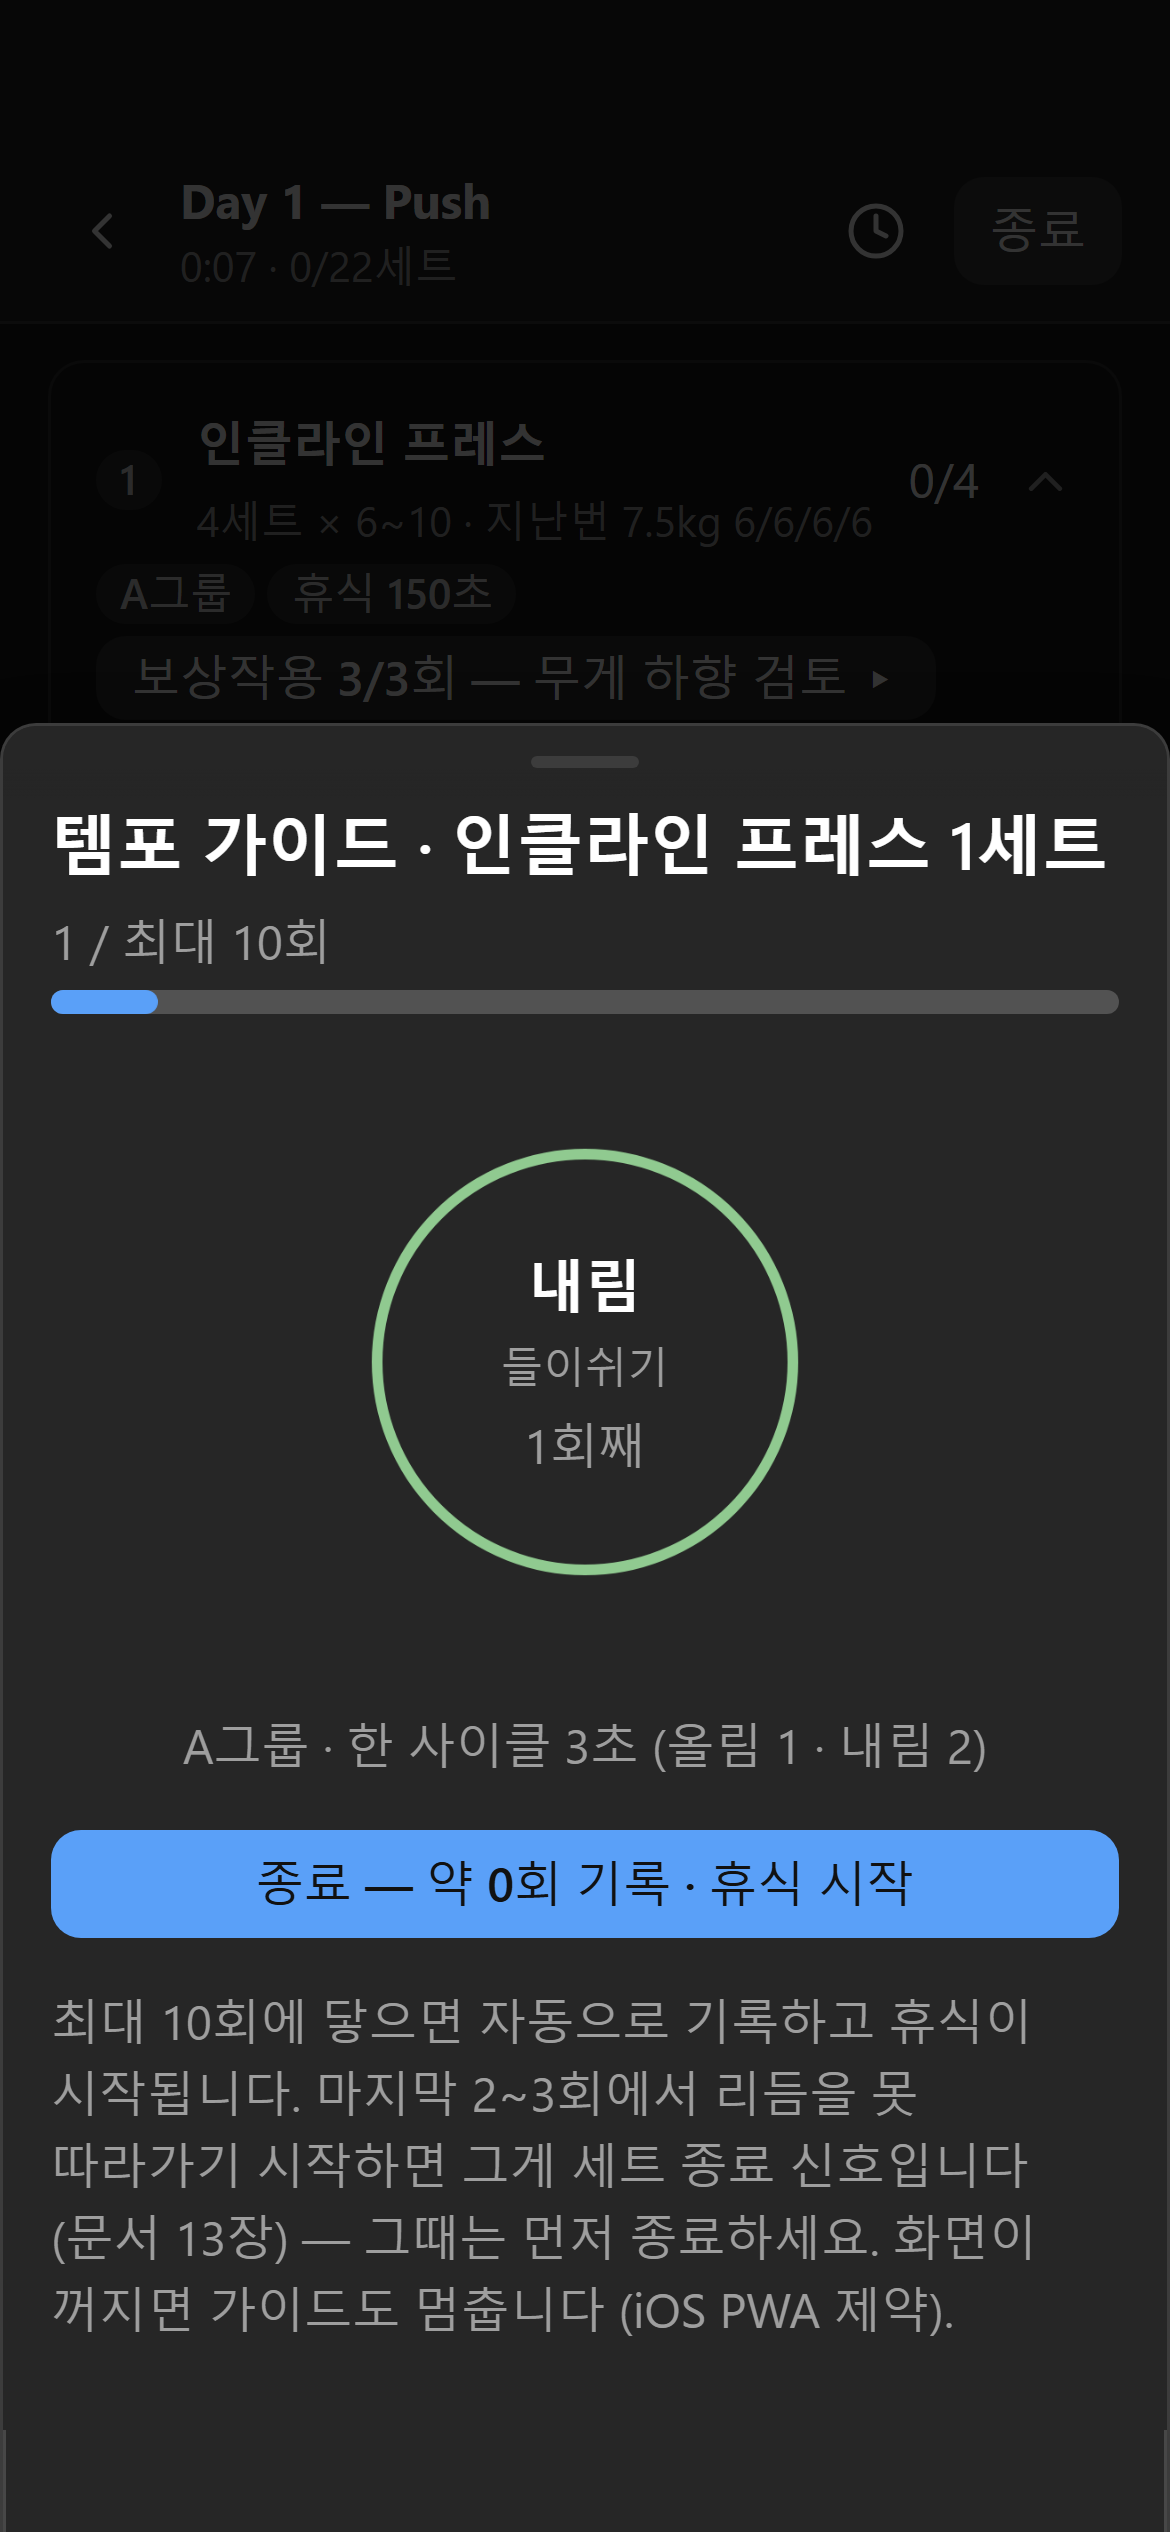 Day 1 — Push
0:07 · 0/22세트
종료
1
인클라인 프레스
4세트 × 6~10 · 지난번 7.5kg 6/6/6/6
0/4
A그룹
휴식 150초
보상작용 3/3회 — 무게 하향 검토 ▸
템포 가이드 · 인클라인 프레스 1세트
1 / 최대 10회
내림
들이쉬기
1회째
A그룹 · 한 사이클 3초 (올림 1 · 내림 2)
종료 — 약 0회 기록 · 휴식 시작
최대 10회에 닿으면 자동으로 기록하고 휴식이
시작됩니다. 마지막 2~3회에서 리듬을 못
따라가기 시작하면 그게 세트 종료 신호입니다
(문서 13장) — 그때는 먼저 종료하세요. 화면이
꺼지면 가이드도 멈춥니다 (iOS PWA 제약).